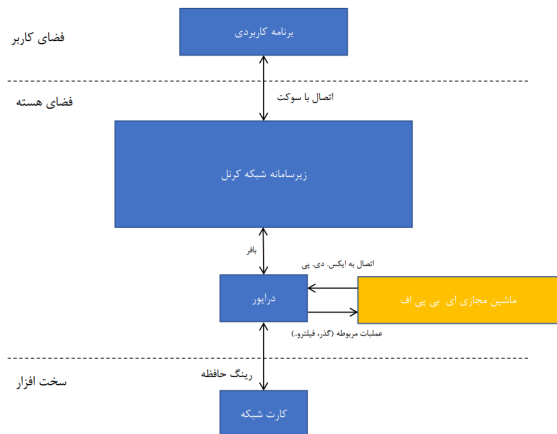 فضای کاربر
برنامه کاربردی
اتصال با سوکت
فضای هسته
زیرسامانه شبکه کرنل
بافر
اتصال به ایکس. دی. پی
درایور
ماشین مجازی ای بی پی اف
عملیات مربوطه (گذر، فیلترو..)
رینگ حافظه
سخت افزار
کارت شبکه